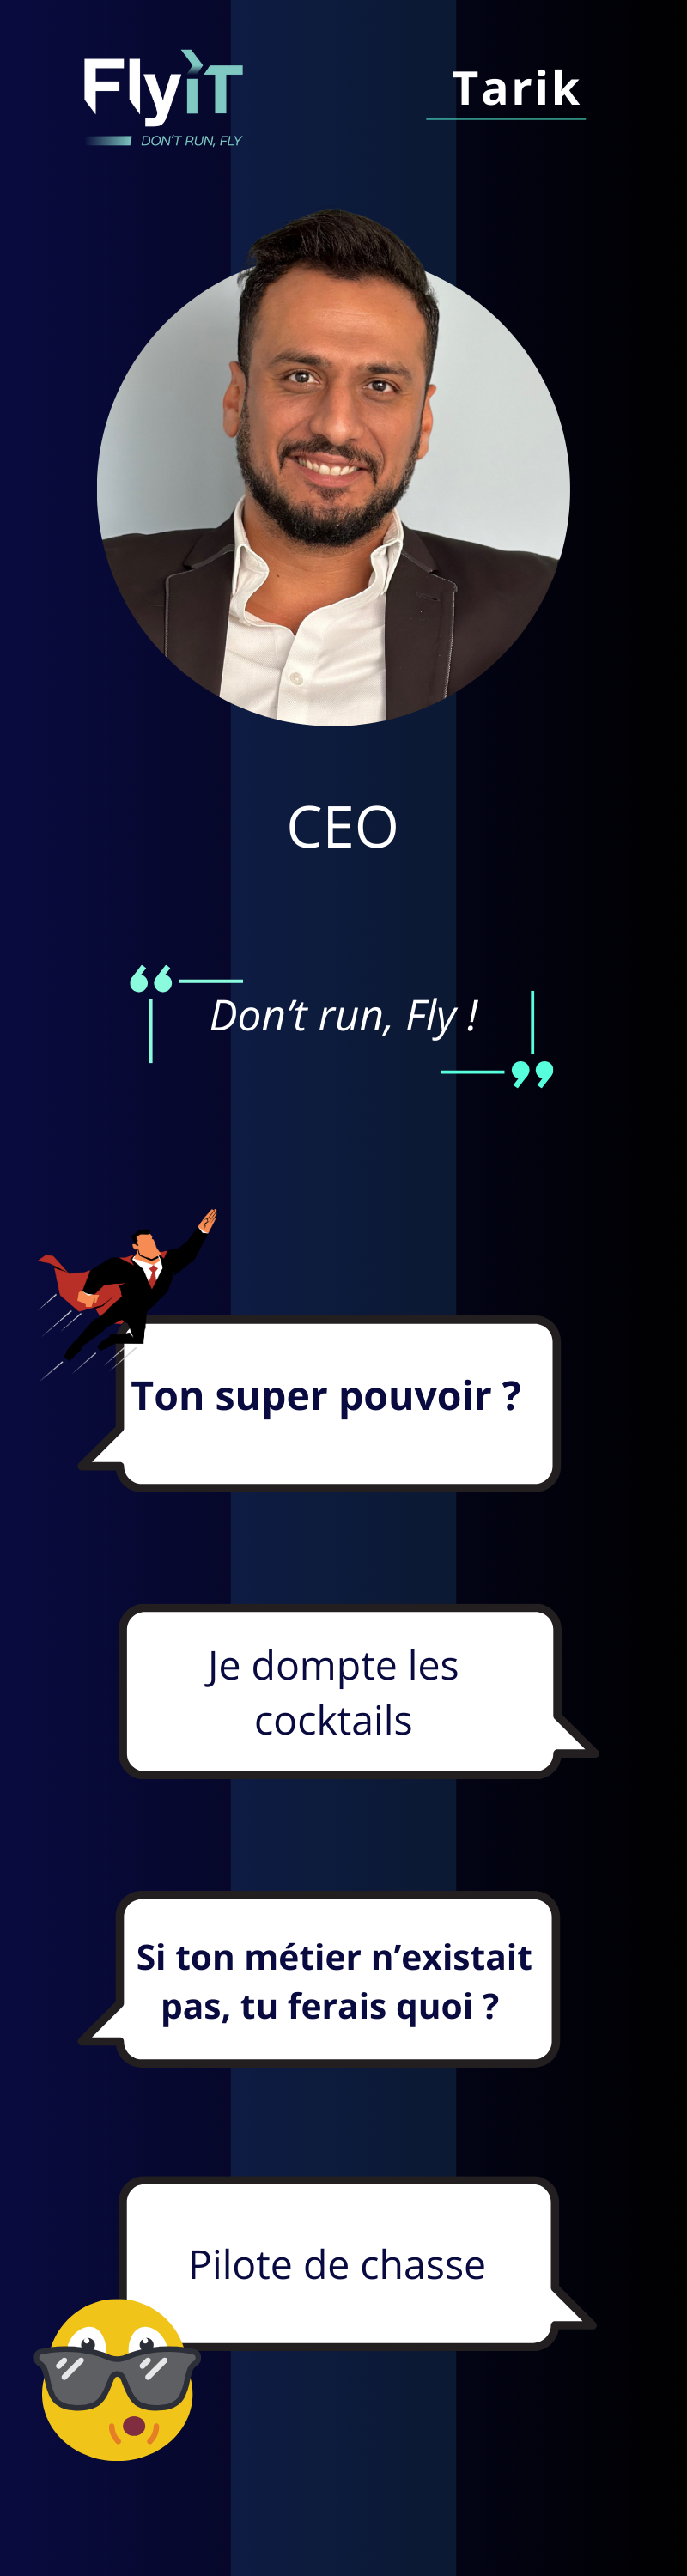 FlyiT
DON'T RUN, FLY
Tarik
CEO
“ Don’t run, Fly ! ”
Ton super pouvoir ?
Je dompte les
cocktails
Si ton métier n’existait
pas, tu ferais quoi ?
Pilote de chasse